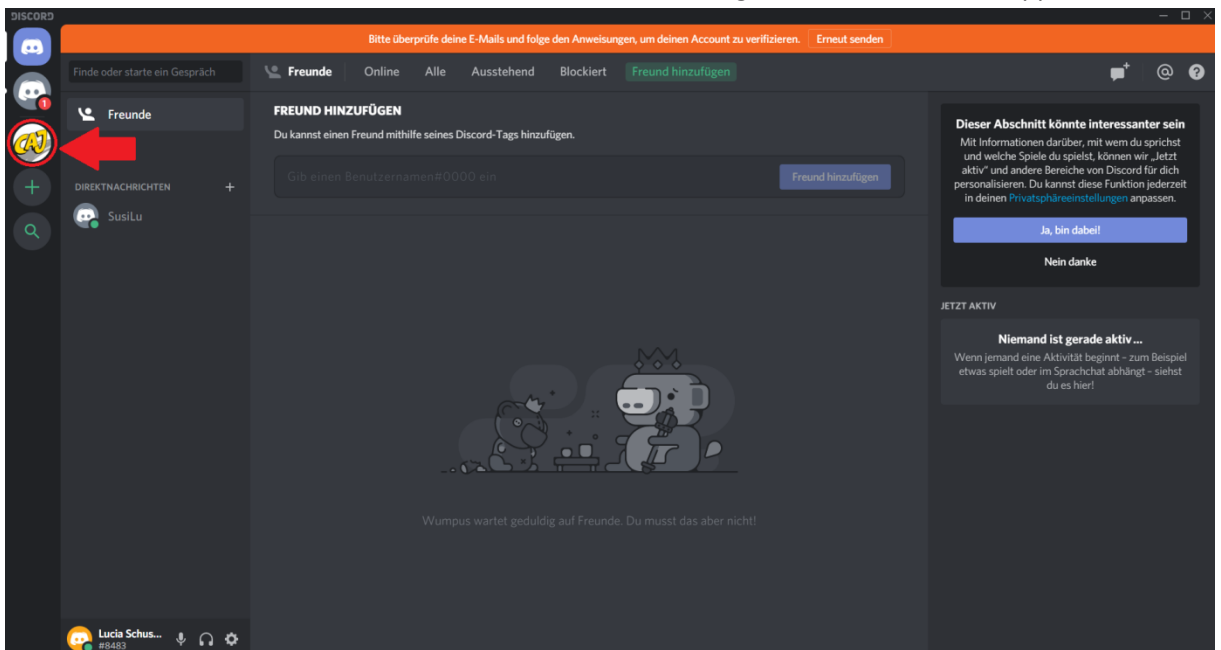 DISCORD
Bitte überprüfe deine E-Mails und folge den Anweisungen, um deinen Account zu verifizieren. Erneut senden
Finde oder starte ein Gespräch
Freunde Online Alle Ausstehend Blockiert Freund hinzufügen
1
CAJ
Freunde
DIREKTNACHRICHTEN +
SusiLu
FREUND HINZUFÜGEN
Du kannst einen Freund mithilfe seines Discord-Tags hinzufügen.
Gib einen Benutzernamen#0000 ein
Freund hinzufügen
Wumpus wartet geduldig auf Freunde. Du musst das aber nicht!
Dieser Abschnitt könnte interessanter sein
Mit Informationen darüber, mit wem du sprichst
und welche Spiele du spielst, können wir „Jetzt
aktiv“ und andere Bereiche von Discord für dich
personalisieren. Du kannst diese Funktion jederzeit
in deinen Privatsphäreeinstellungen anpassen.
Ja, bin dabei!
Nein danke
JETZT AKTIV
Niemand ist gerade aktiv...
Wenn jemand eine Aktivität beginnt – zum Beispiel
etwas spielt oder im Sprachchat abhängt – siehst
du es hier!
Lucia Schus...
#8483